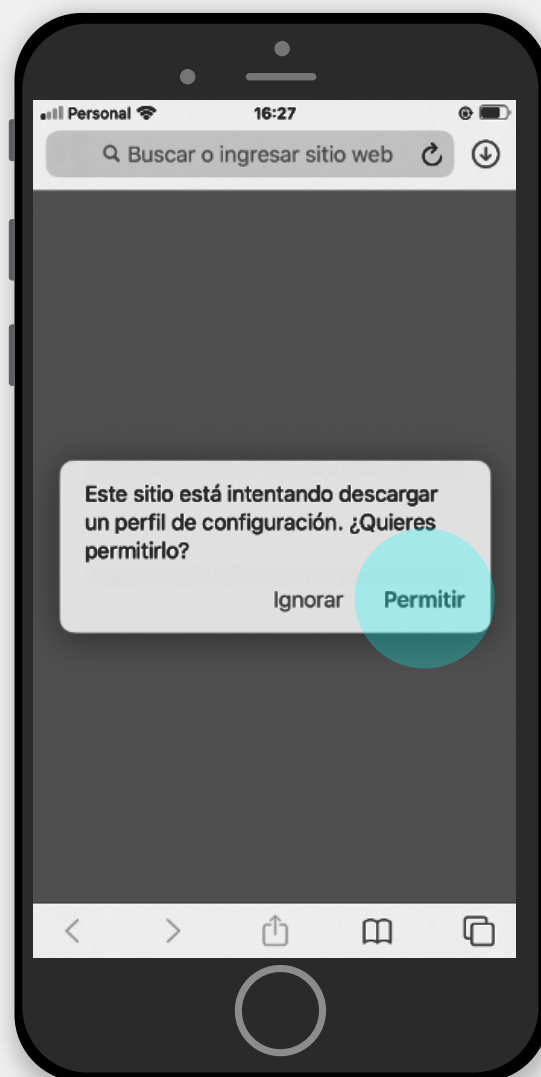 Personal 16:27
Buscar o ingresar sitio web
Este sitio está intentando descargar
un perfil de configuración. ¿Quieres
permitirlo?
Ignorar Permitir